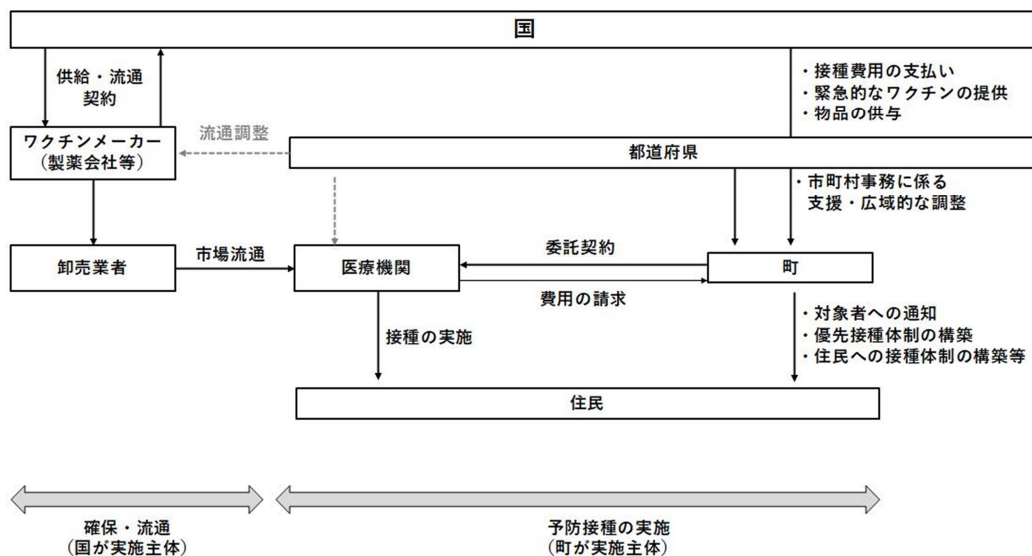 国
供給・流通
契約
・接種費用の支払い
・緊急的なワクチンの提供
・物品の供与
ワクチンメーカー
（製薬会社等）
流通調整
都道府県
・市町村事務に係る
支援・広域的な調整
卸売業者
市場流通
医療機関
委託契約
費用の請求
町
接種の実施
・対象者への通知
・優先接種体制の構築
・住民への接種体制の構築等
住民
確保・流通
(国が実施主体)
予防接種の実施
(町が実施主体)